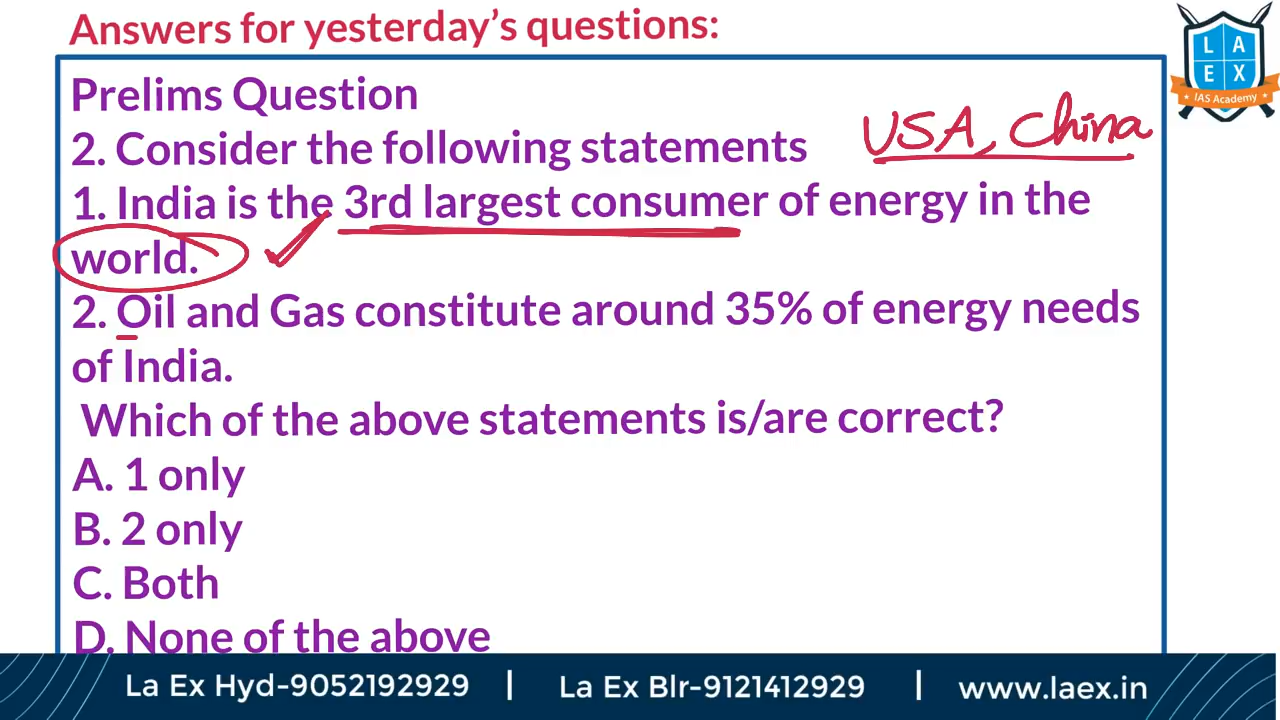 Answers for yesterday's questions:
L A
E X
IAS Academy
Prelims Question
USA, China
2. Consider the following statements
1. India is the 3rd largest consumer of energy in the
world.
2. Oil and Gas constitute around 35% of energy needs
of India.
Which of the above statements is/are correct?
A. 1 only
B. 2 only
C. Both
D. None of the above
La Ex Hyd-9052192929 | La Ex Blr-9121412929 | www.laex.in